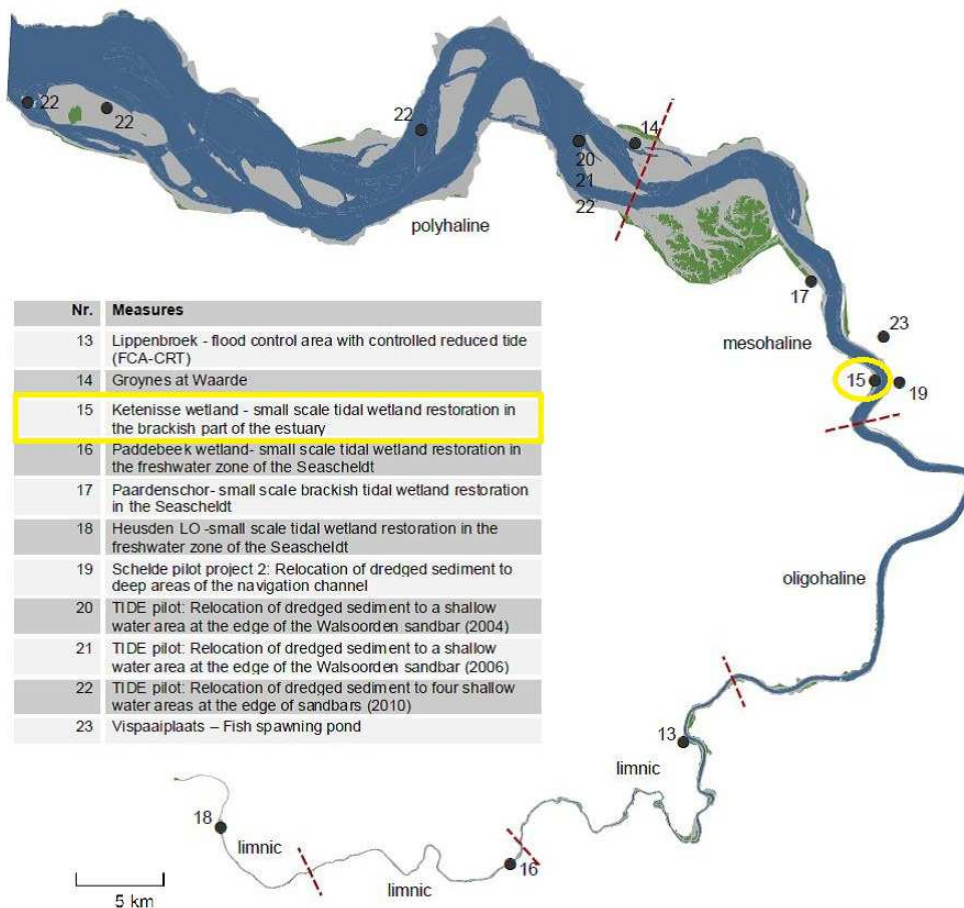 22
22
22
14
20
21
22
polyhaline
17
23
mesohaline
15
19
Nr. Measures
13 Lippenbroek - flood control area with controlled reduced tide
(FCA-CRT)
14 Groynes at Waarde
15 Ketenisse wetland - small scale tidal wetland restoration in
the brackish part of the estuary
16 Paddebeek wetland- small scale tidal wetland restoration in
the freshwater zone of the Seascheldt
17 Paardenschor- small scale brackish tidal wetland restoration
in the Seascheldt
18 Heusden LO -small scale tidal wetland restoration in the
freshwater zone of the Seascheldt
19 Schelde pilot project 2: Relocation of dredged sediment to
deep areas of the navigation channel
20 TIDE pilot: Relocation of dredged sediment to a shallow
water area at the edge of the Walsoorden sandbar (2004)
21 TIDE pilot: Relocation of dredged sediment to a shallow
water area at the edge of the Walsoorden sandbar (2006)
22 TIDE pilot: Relocation of dredged sediment to four shallow
water areas at the edge of sandbars (2010)
23 Vispaaiplaats – Fish spawning pond
oligohaline
13
limnic
18
limnic
16
limnic
5 km